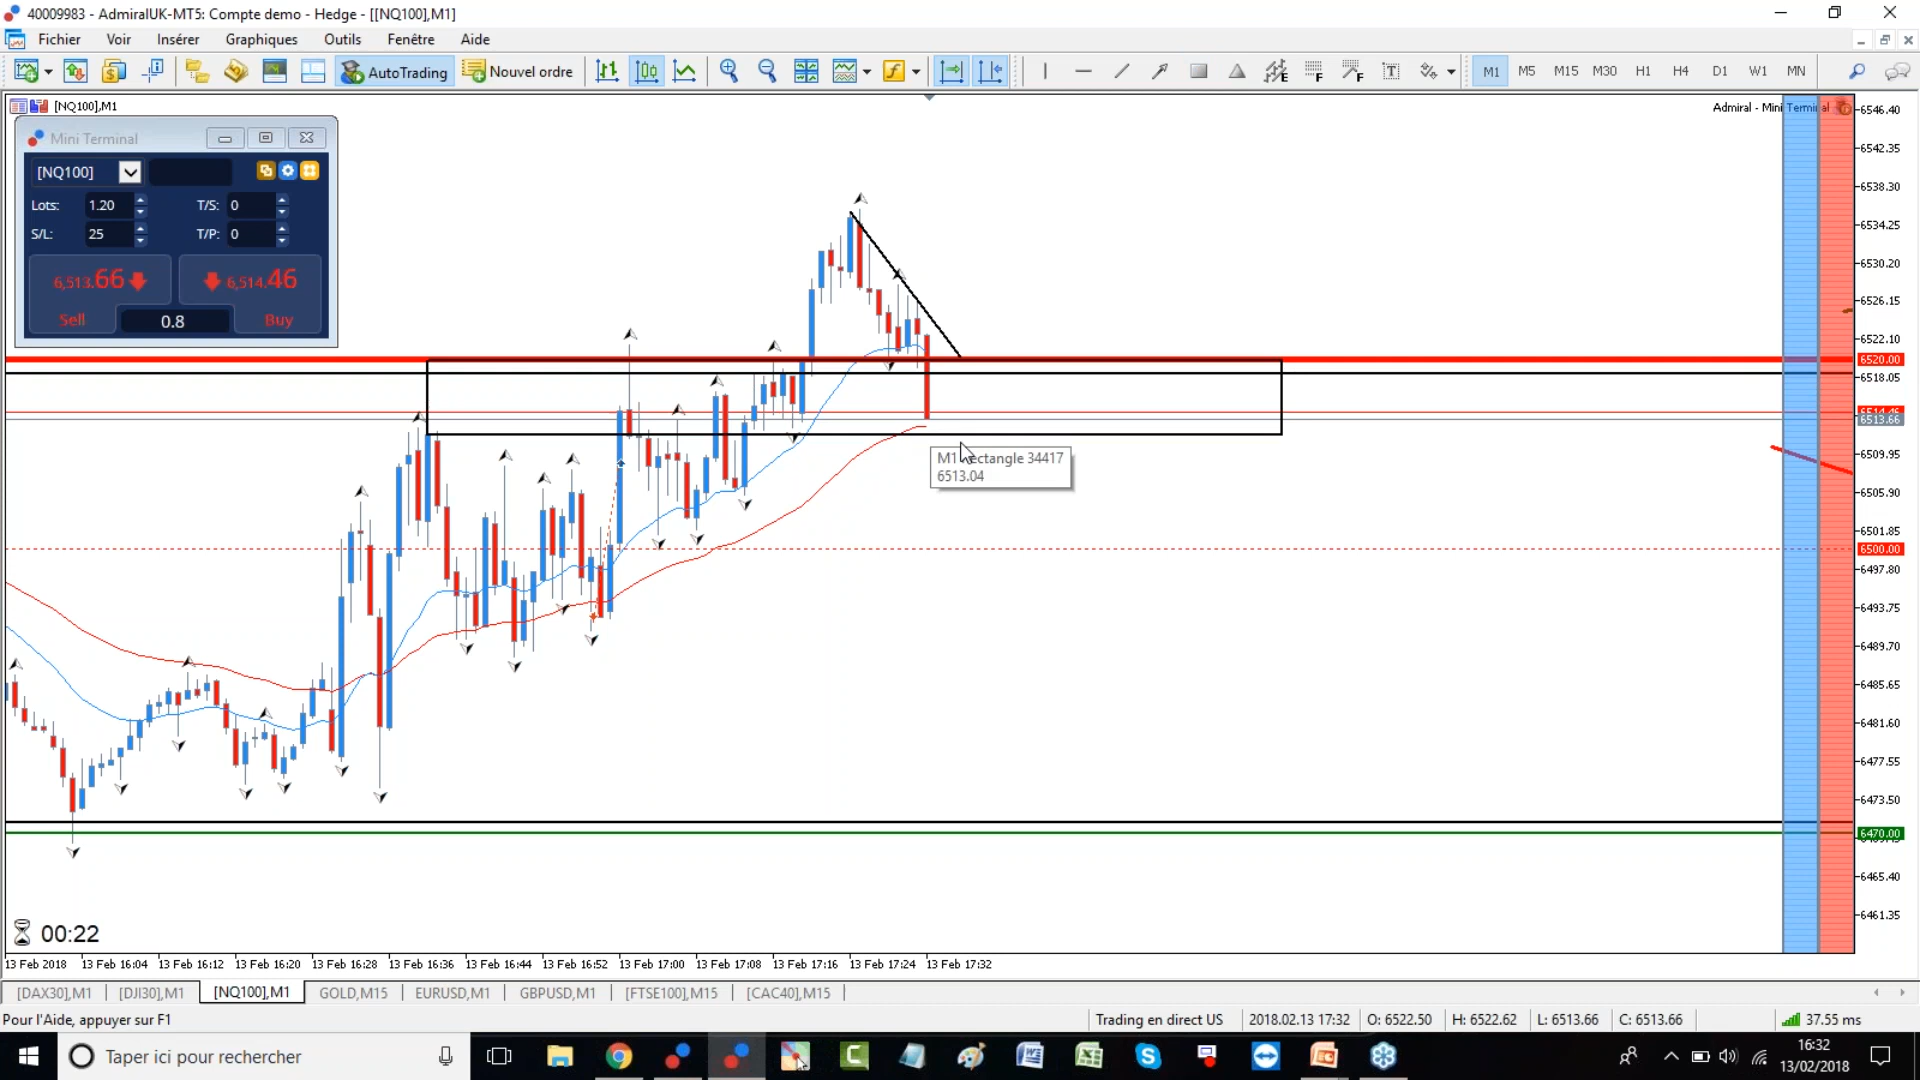 40009983 - AdmiralUK-MT5: Compte demo - Hedge - [[NQ100],M1]
Fichier Voir Insérer Graphiques Outils Fenêtre Aide
AutoTrading Nouvel ordre M1 M5 M15 M30 H1 H4 D1 W1 MN
[NQ100],M1
Admiral - Mini Terminal
Mini Terminal
[NQ100]
Lots: 1.20 T/S: 0
S/L: 25 T/P: 0
6,513.66 6,514.46
Sell 0.8 Buy
6546.40
6542.35
6538.30
6534.25
6530.20
6526.15
6522.10
6520.00
6518.05
6513.66
6509.95
6505.90
6501.85
6500.00
6497.80
6493.75
6489.70
6485.65
6481.60
6477.55
6473.50
6470.00
6465.40
6461.35
M1 Rectangle 34417
6513.04
00:22
13 Feb 2018 13 Feb 16:04 13 Feb 16:12 13 Feb 16:20 13 Feb 16:28 13 Feb 16:36 13 Feb 16:44 13 Feb 16:52 13 Feb 17:00 13 Feb 17:08 13 Feb 17:16 13 Feb 17:24 13 Feb 17:32
[DAX30],M1 [DJI30],M1 [NQ100],M1 GOLD,M15 EURUSD,M1 GBPUSD,M1 [FTSE100],M15 [CAC40],M15
Pour l'Aide, appuyer sur F1 Trading en direct US 2018.02.13 17:32 O: 6522.50 H: 6522.62 L: 6513.66 C: 6513.66 37.55 ms
Taper ici pour rechercher
16:32
13/02/2018